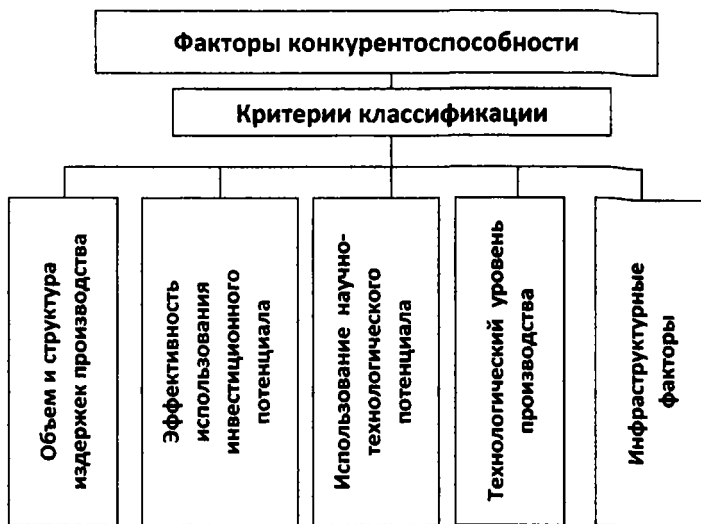 Факторы конкурентоспособности
Критерии классификации
Объем и структура
издержек производства
Эффективность
использования
инвестиционного
потенциала
Использование научно-
технологического
потенциала
Технологический уровень
производства
Инфраструктурные
факторы